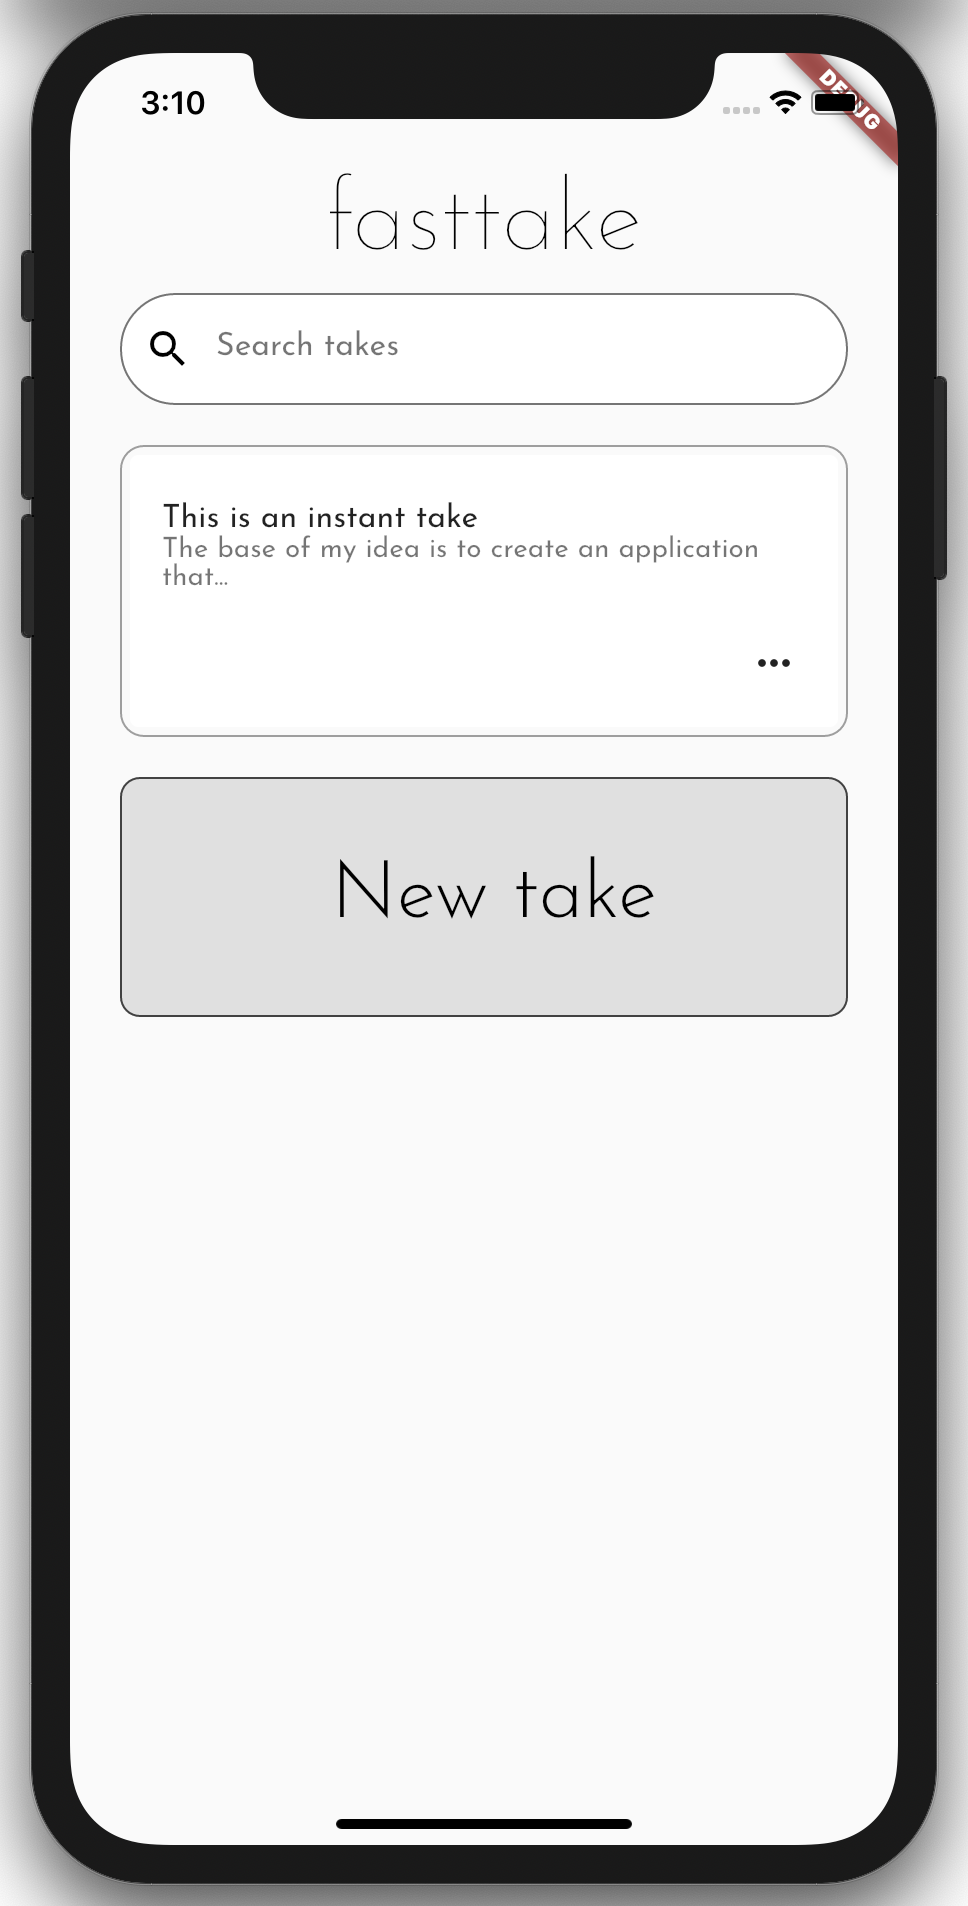 3:10
DEBUG
fasttake
Search takes
This is an instant take
The base of my idea is to create an application
that...
New take